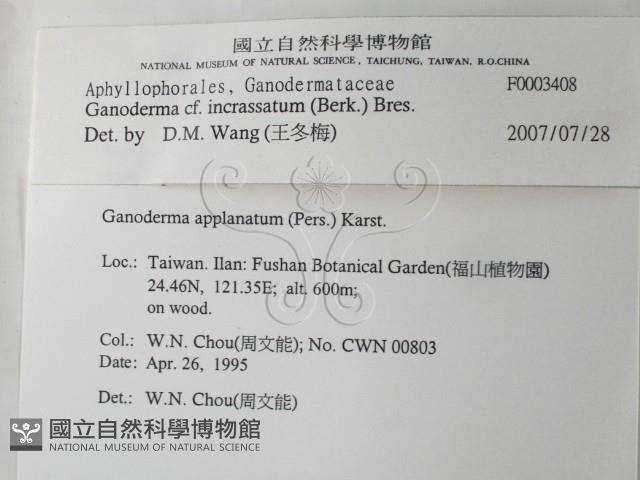 國立自然科學博物館
NATIONAL MUSEUM OF NATURAL SCIENCE, TAICHUNG, TAIWAN, R.O.CHINA
Aphyllophorales, Ganodermataceae F0003408
Ganoderma cf. incrassatum (Berk.) Bres.
Det. by D.M. Wang (王冬梅) 2007/07/28
Ganoderma applanatum (Pers.) Karst.
Loc.: Taiwan. Ilan: Fushan Botanical Garden(福山植物園)
24.46N, 121.35E; alt. 600m;
on wood.
Col.: W.N. Chou(周文能); No. CWN 00803
Date: Apr. 26, 1995
Det.: W.N. Chou(周文能)
國立自然科學博物館
NATIONAL MUSEUM OF NATURAL SCIENCE